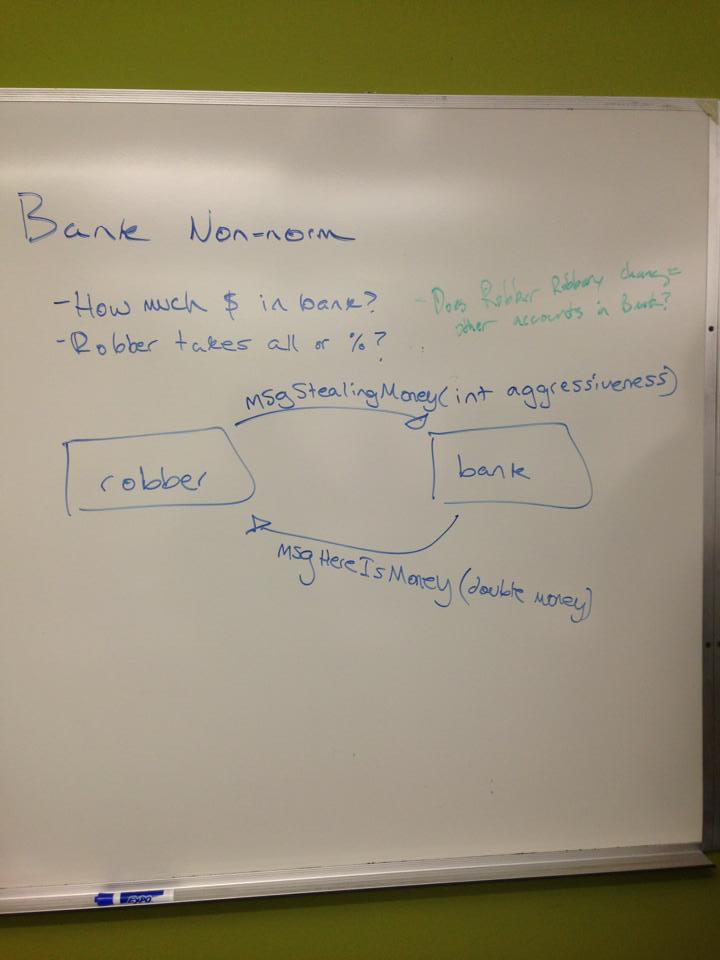 Bank Non-norm
- How much $ in bank?
- Robber takes all or %?
- Does Robber Robbery change
other accounts in Bank?
msgStealingMoney(int aggressiveness)
robber
bank
msgHereIsMoney(double money)
EXPO